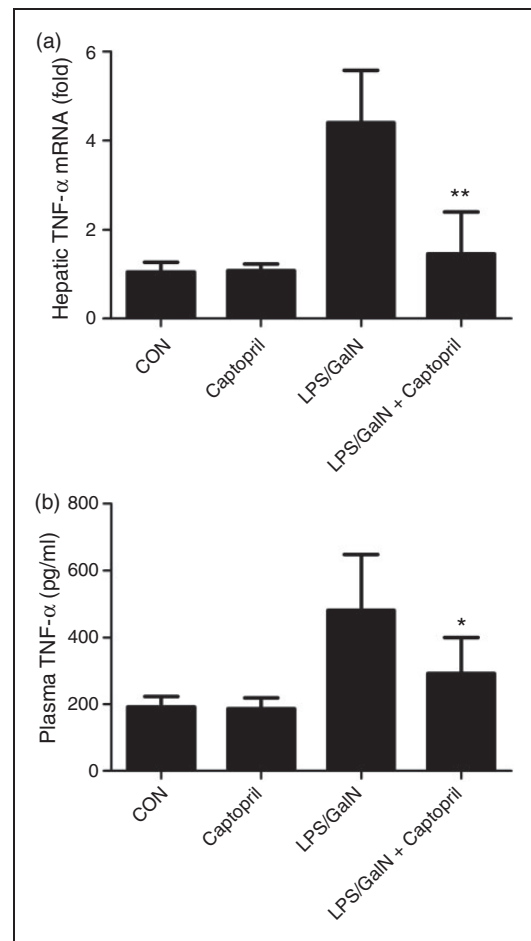 (a)
Hepatic TNF-α mRNA (fold)
6
4
2
0
**
CON
Captopril
LPS/GalN
LPS/GalN + Captopril
(b)
Plasma TNF-α (pg/ml)
800
600
400
200
0
*
CON
Captopril
LPS/GalN
LPS/GalN + Captopril